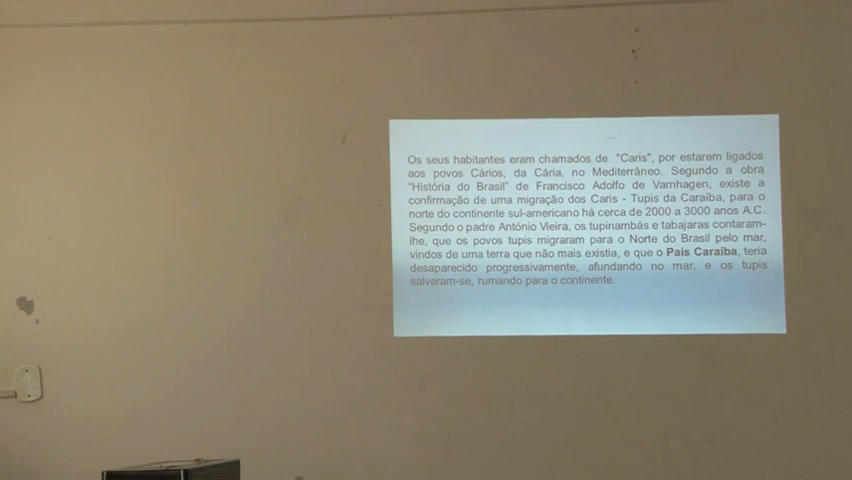 Os seus habitantes eram chamados de "Caris", por estarem ligados
aos povos Cários, da Cária, no Mediterrâneo. Segundo a obra
"História do Brasil" de Francisco Adolfo de Varnhagen, existe a
confirmação de uma migração dos Caris - Tupis da Caraíba, para o
norte do continente sul-americano há cerca de 2000 a 3000 anos A.C.
Segundo o padre António Vieira, os tupinambás e tabajaras contaram-
lhe, que os povos tupis migraram para o Norte do Brasil pelo mar,
vindos de uma terra que não mais existia, e que o País Caraíba, teria
desaparecido progressivamente, afundando no mar, e os tupis
salvaram-se, rumando para o continente.